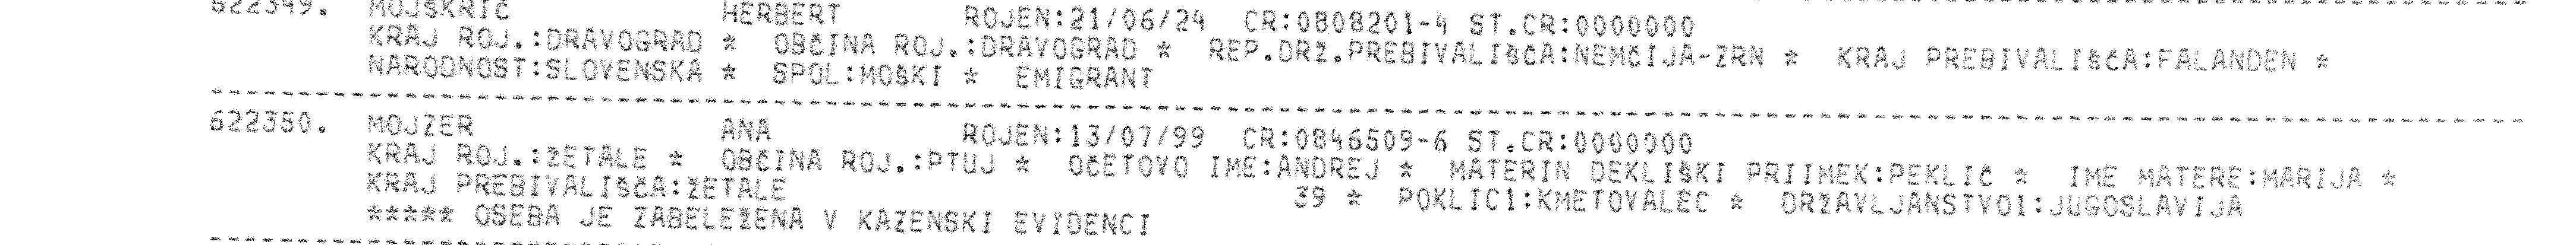 622349. MOJSKRIČ HERBERT ROJEN:21/06/24 CR:0808201-4 ST.CR:0000000
KRAJ ROJ.:DRAVOGRAD * OBČINA ROJ.:DRAVOGRAD * REP.DRŽ.PREBIVALIŠČA:NEMČIJA-ZRN * KRAJ PREBIVALIŠČA:FALANDEN *
NARODNOST:SLOVENSKA * SPOL:MOŠKI * EMIGRANT
622350. MOJZER ANA ROJEN:13/07/99 CR:0846509-6 ST.CR:0000000
KRAJ ROJ.:ŽETALE * OBČINA ROJ.:PTUJ * OČETOVO IME:ANDREJ * MATERIN DEKLIŠKI PRIIMEK:PEKLIČ * IME MATERE:MARIJA *
KRAJ PREBIVALIŠČA:ŽETALE 39 * POKLIC1:KMETOVALEC * DRŽAVLJANSTVO1:JUGOSLAVIJA
***** OSEBA JE ZABELEŽENA V KAZENSKI EVIDENCI